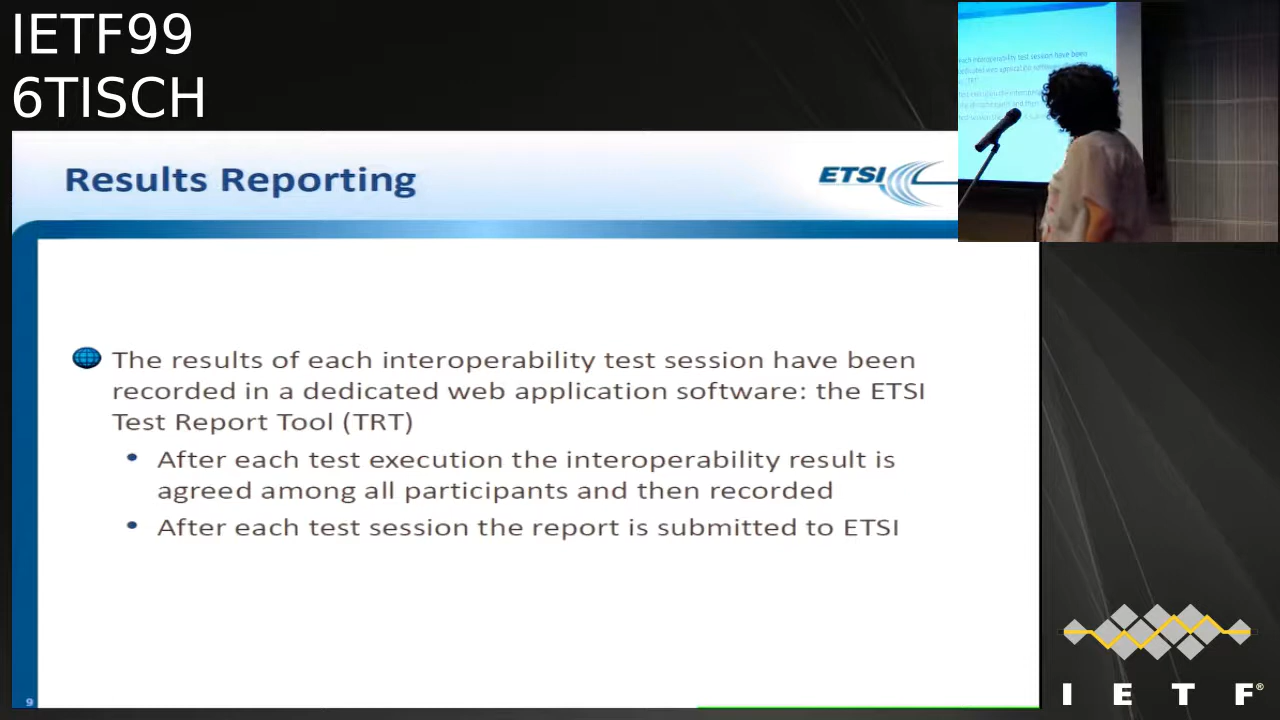 IETF99
6TISCH
Results Reporting
ETSI
The results of each interoperability test session have been
recorded in a dedicated web application software: the ETSI
Test Report Tool (TRT)
• After each test execution the interoperability result is
agreed among all participants and then recorded
• After each test session the report is submitted to ETSI
9
I E T F®